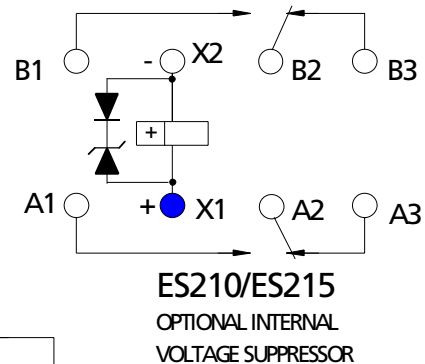 B1
- X2
B2
B3
+
A1
+ X1
A2
A3
ES210/ES215
OPTIONAL INTERNAL
VOLTAGE SUPPRESSOR